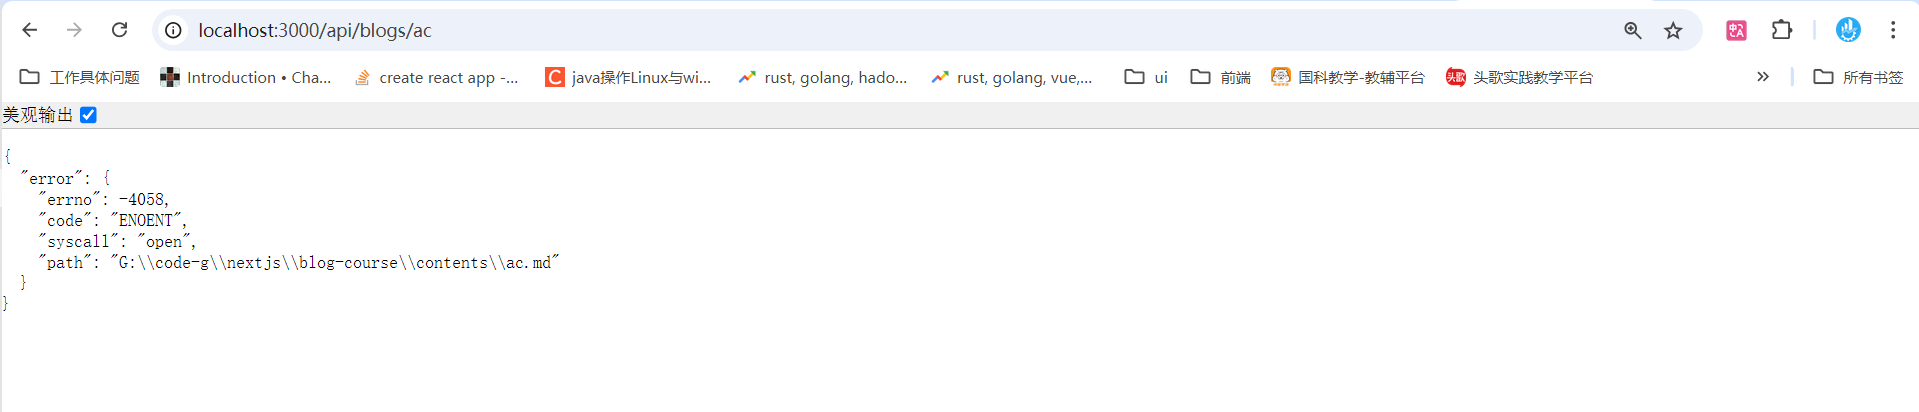 localhost:3000/api/blogs/ac
工作具体问题 Introduction • Cha... create react app -... java操作Linux与wi... rust, golang, hado... rust, golang, vue,... ui 前端 国科教学-教辅平台 头歌 头歌实践教学平台 » 所有书签
美观输出
{
  "error": {
    "errno": -4058,
    "code": "ENOENT",
    "syscall": "open",
    "path": "G:\\code-g\\nextjs\\blog-course\\contents\\ac.md"
  }
}